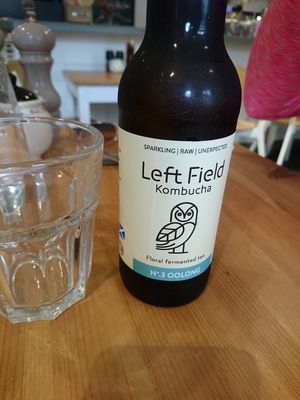 SPARKLING | RAW | UNEXPECTED
Left Field
Kombucha
Floral fermented tea
Nº.3 OOLONG